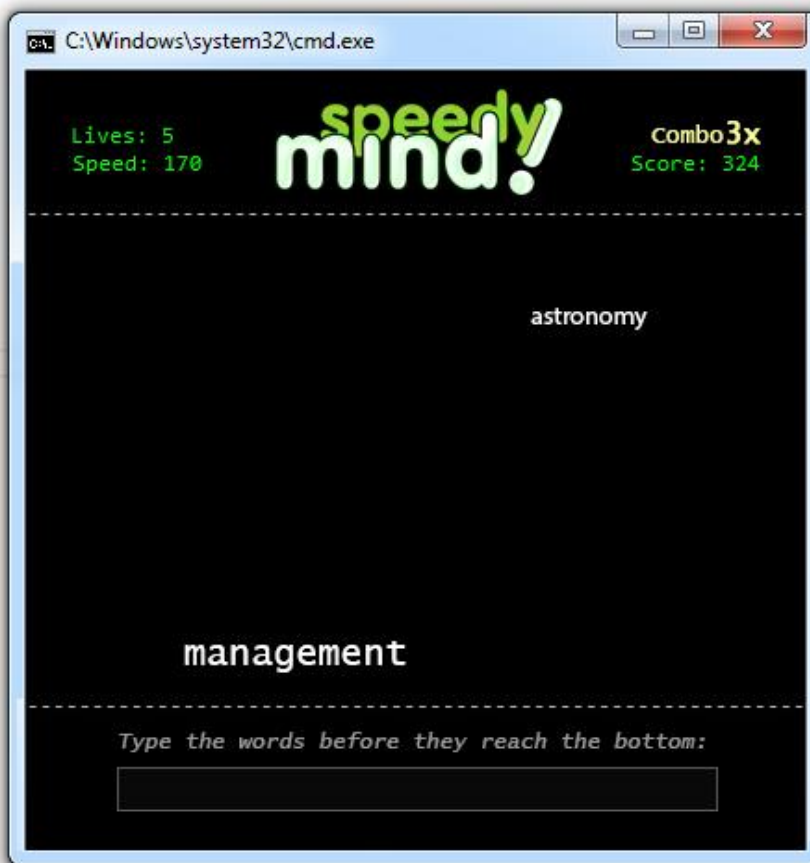 C:\Windows\system32\cmd.exe
Lives: 5
Speed: 170
speedy
mind!
Combo3x
Score: 324
astronomy
management
Type the words before they reach the bottom: